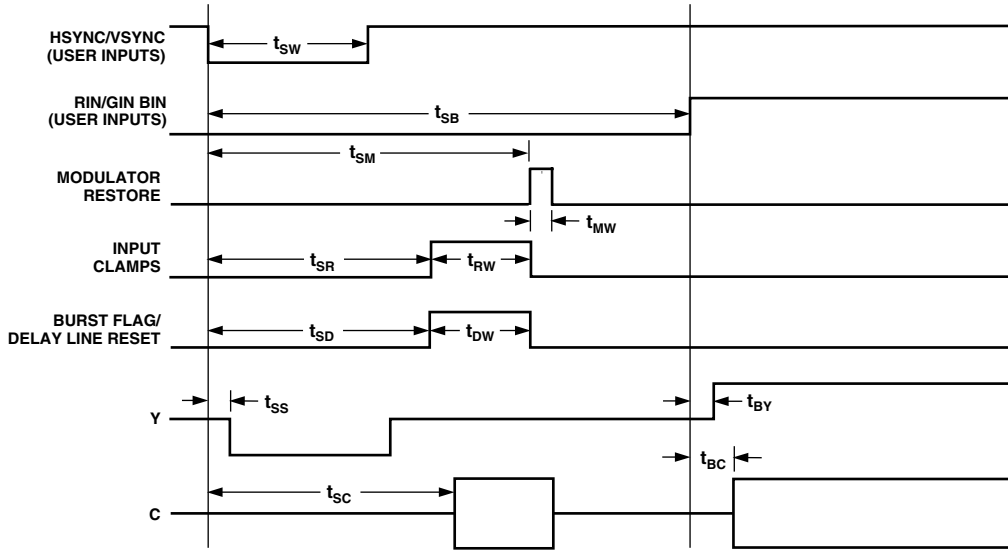 HSYNC/VSYNC
(USER INPUTS)
tSW
RIN/GIN BIN
(USER INPUTS)
tSB
tSM
MODULATOR
RESTORE
tMW
INPUT
CLAMPS
tSR
tRW
BURST FLAG/
DELAY LINE RESET
tSD
tDW
tSS
Y
tBY
tBC
tSC
C